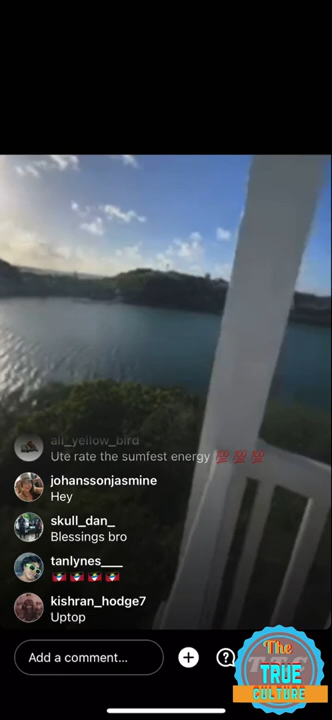 all_yellow_bird
Ute rate the sumfest energy 💯💯💯
johanssonjasmine
Hey
skull_dan_
Blessings bro
tanlynes___
🇦🇬🇦🇬🇦🇬🇦🇬
kishran_hodge7
Uptop
Add a comment...
The
TRUE
CULTURE